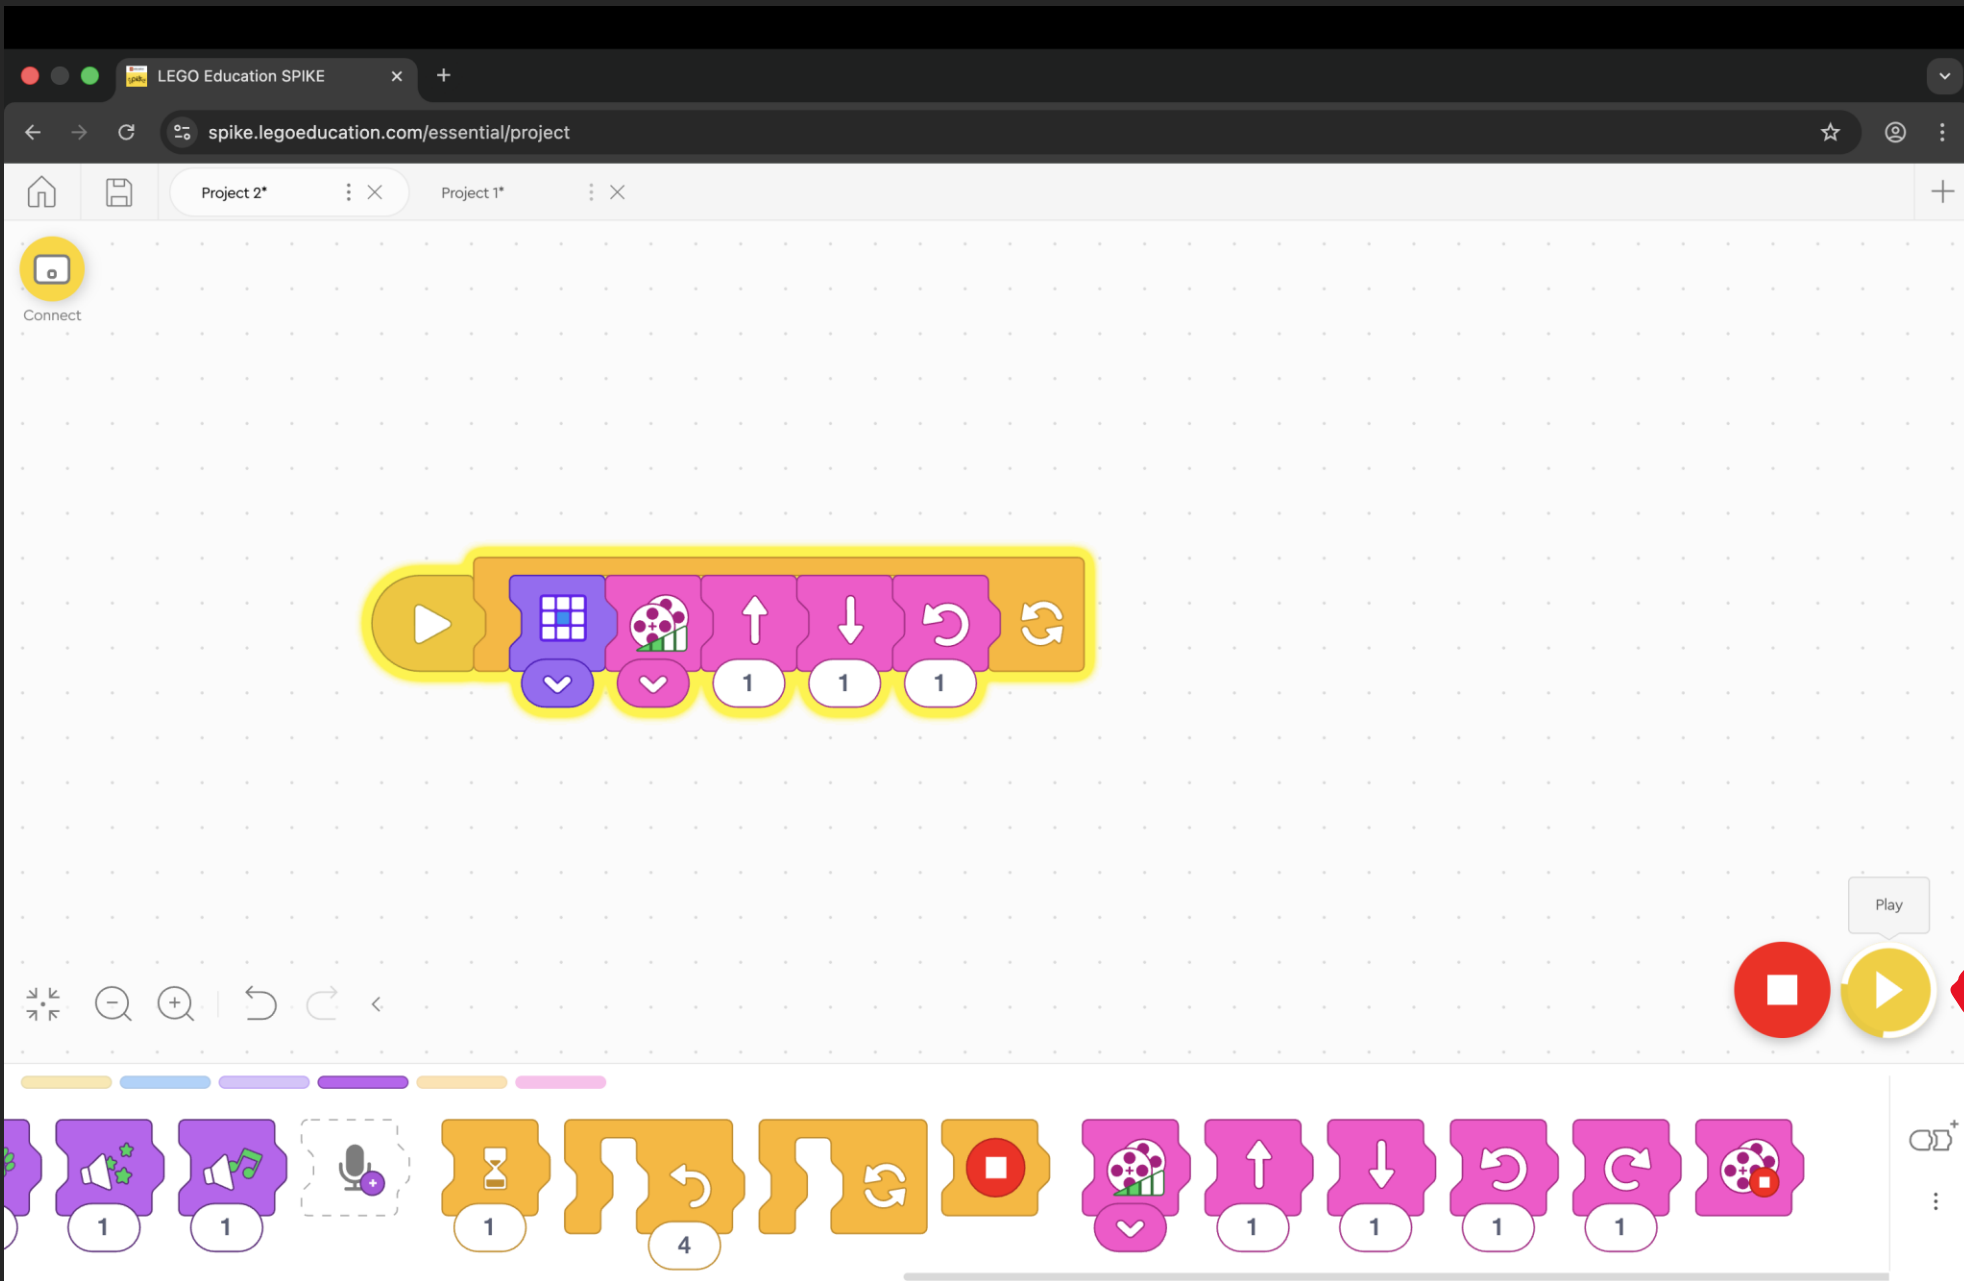 LEGO Education SPIKE
spike.legoeducation.com/essential/project
Project 2*
Project 1*
Connect
1 1 1
Play
1 1 1 4 1 1 1 1